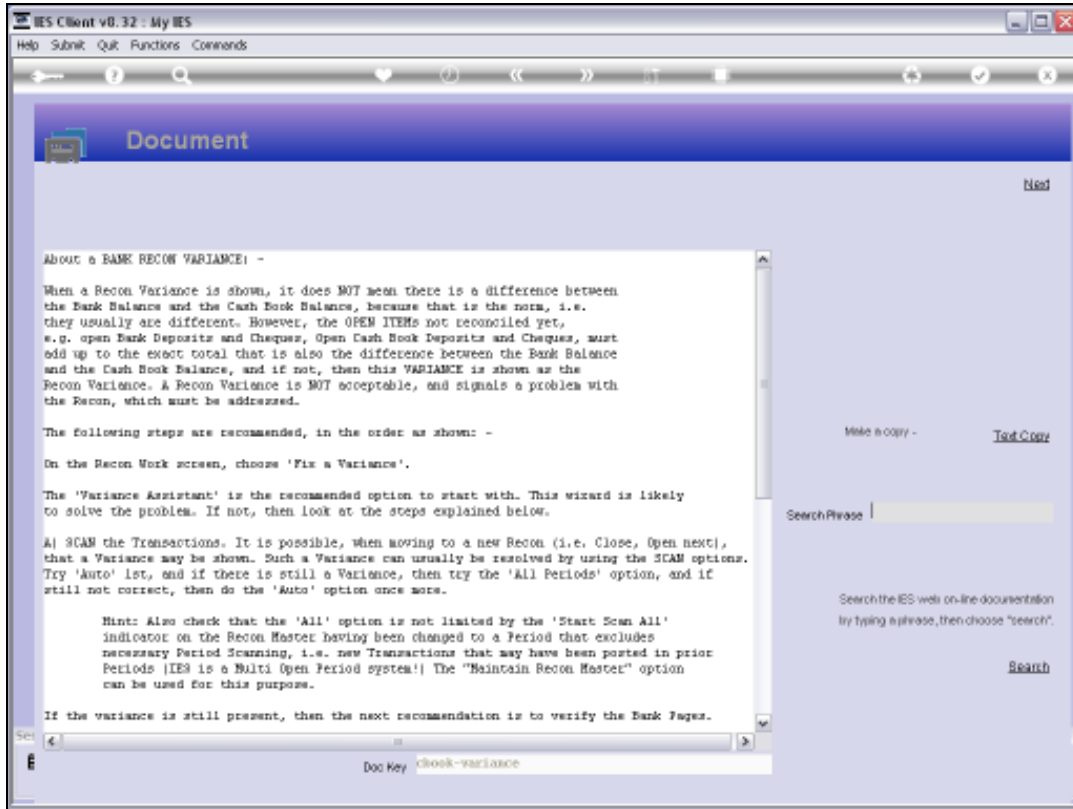 IES Client v8.32 : My IES
Help Submit Quit Functions Commands
Document
Next
About a BANK RECON VARIANCE: -
When a Recon Variance is shown, it does NOT mean there is a difference between
the Bank Balance and the Cash Book Balance, because that is the norm, i.e.
they usually are different. However, the OPEN ITEMs not reconciled yet,
e.g. open Bank Deposits and Cheques, Open Cash Book Deposits and Cheques, must
add up to the exact total that is also the difference between the Bank Balance
and the Cash Book Balance, and if not, then this VARIANCE is shown as the
Recon Variance. A Recon Variance is NOT acceptable, and signals a problem with
the Recon, which must be addressed.
The following steps are recommended, in the order as shown: -
On the Recon Work screen, choose 'Fix a Variance'.
The 'Variance Assistant' is the recommended option to start with. This wizard is likely
to solve the problem. If not, then look at the steps explained below.
A) SCAN the Transactions. It is possible, when moving to a new Recon (i.e. Close, Open next),
that a Variance may be shown. Such a Variance can usually be resolved by using the SCAN options.
Try 'Auto' 1st, and if there is still a Variance, then try the 'All Periods' option, and if
still not correct, then do the 'Auto' option once more.
Hint: Also check that the 'All' option is not limited by the 'Start Scan All'
indicator on the Recon Master having been changed to a Period that excludes
necessary Period Scanning, i.e. new Transactions that may have been posted in prior
Periods (IES is a Multi Open Period system!) The "Maintain Recon Master" option
can be used for this purpose.
If the variance is still present, then the next recommendation is to verify the Bank Pages.
Make a copy -
Text Copy
Search Phrase
Search the IES web on-line documentation
by typing a phrase, then choose "search".
Search
Doc Key cbook-variance